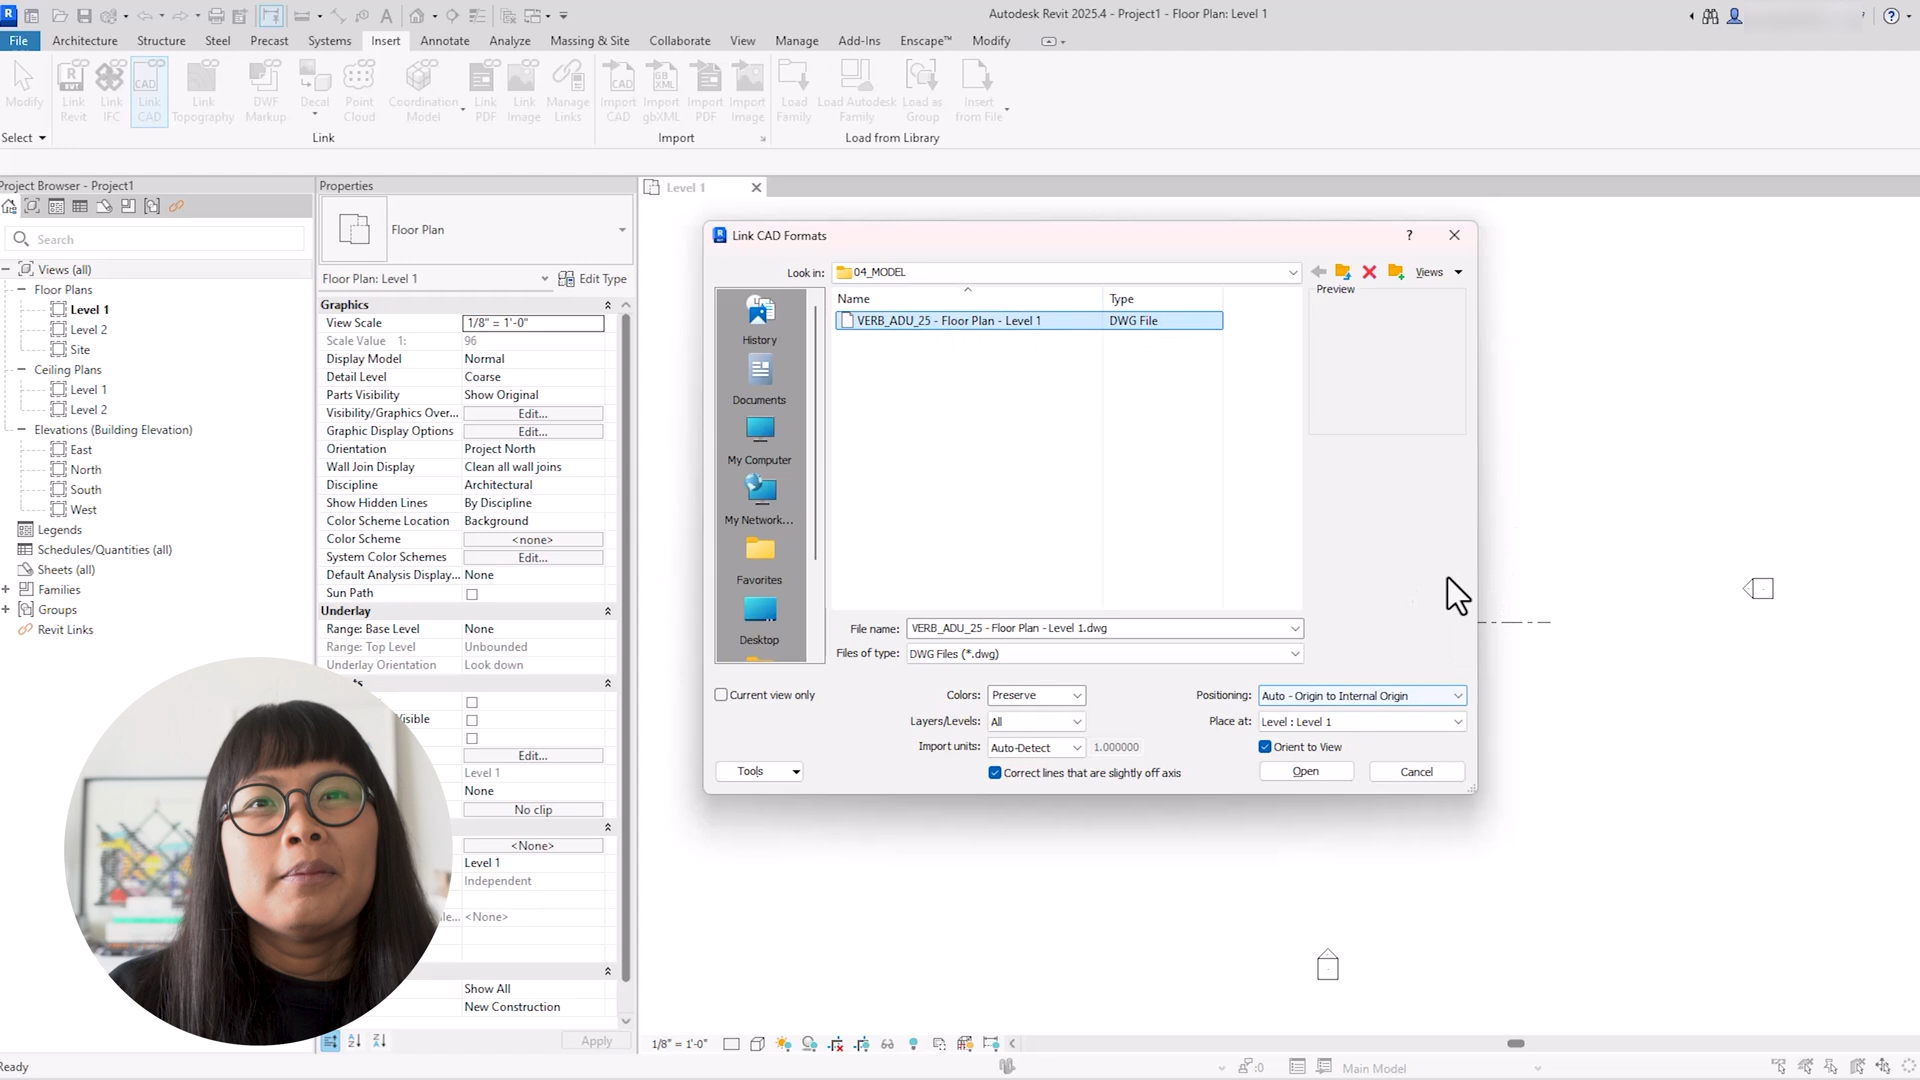 Autodesk Revit 2025.4 - Project1 - Floor Plan: Level 1
File Architecture Structure Steel Precast Systems Insert Annotate Analyze Massing & Site Collaborate View Manage Add-Ins Enscape™ Modify
Modify
Link Revit
Link IFC
Link CAD
Link Topography
DWF Markup
Decal
Point Cloud
Coordination Model
Link PDF
Link Image
Manage Links
Import CAD
Import gbXML
Import PDF
Import Image
Load Family
Load Autodesk Family
Load as Group
Insert from File
Select
Link
Import
Load from Library
Project Browser - Project1
Search
Views (all)
Floor Plans
Level 1
Level 2
Site
Ceiling Plans
Level 1
Level 2
Elevations (Building Elevation)
East
North
South
West
Legends
Schedules/Quantities (all)
Sheets (all)
Families
Groups
Revit Links
Properties
Floor Plan
Floor Plan: Level 1 Edit Type
Graphics
View Scale 1/8" = 1'-0"
Scale Value 1: 96
Display Model Normal
Detail Level Coarse
Parts Visibility Show Original
Visibility/Graphics Over... Edit...
Graphic Display Options Edit...
Orientation Project North
Wall Join Display Clean all wall joins
Discipline Architectural
Show Hidden Lines By Discipline
Color Scheme Location Background
Color Scheme <none>
System Color Schemes Edit...
Default Analysis Display... None
Sun Path
Underlay
Range: Base Level None
Range: Top Level Unbounded
Underlay Orientation Look down
Edit...
Level 1
None
No clip
<None>
Level 1
Independent
<None>
Show All
New Construction
Apply
Level 1
Link CAD Formats
?
Look in: 04_MODEL Views
Name Type
VERB_ADU_25 - Floor Plan - Level 1 DWG File
Preview
History
Documents
My Computer
My Network...
Favorites
Desktop
File name: VERB_ADU_25 - Floor Plan - Level 1.dwg
Files of type: DWG Files (*.dwg)
Current view only
Colors: Preserve
Layers/Levels: All
Import units: Auto-Detect 1.000000
Correct lines that are slightly off axis
Positioning: Auto - Origin to Internal Origin
Place at: Level : Level 1
Orient to View
Tools Open Cancel
1/8" = 1'-0"
Ready
:0
Main Model